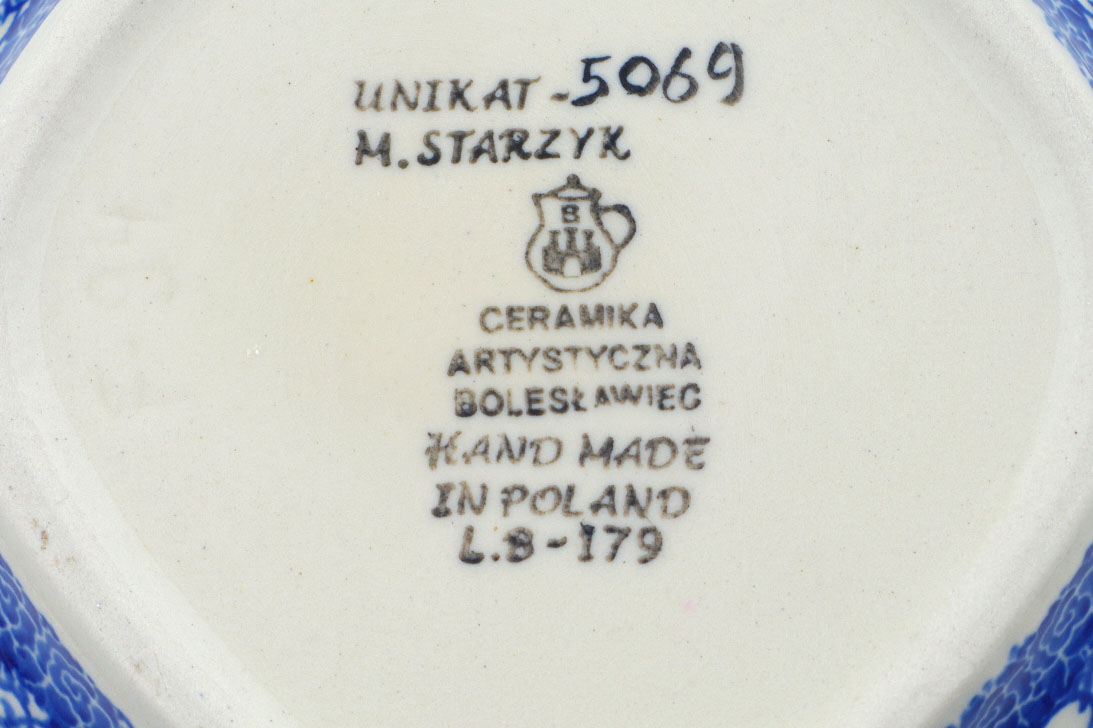 UNIKAT-5069
M.STARZYK
B
CERAMIKA
ARTYSTYCZNA
BOLESŁAWIEC
HAND MADE
IN POLAND
L.B-179